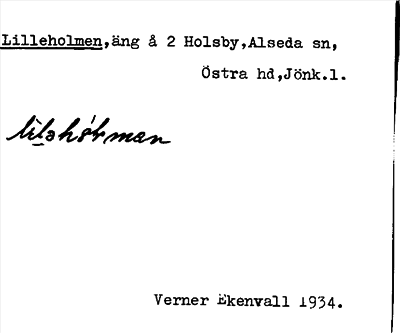 Lilleholmen,äng å 2 Holsby,Alseda sn,
Östra hd,Jönk.l.
Verner Ekenvall 1934.